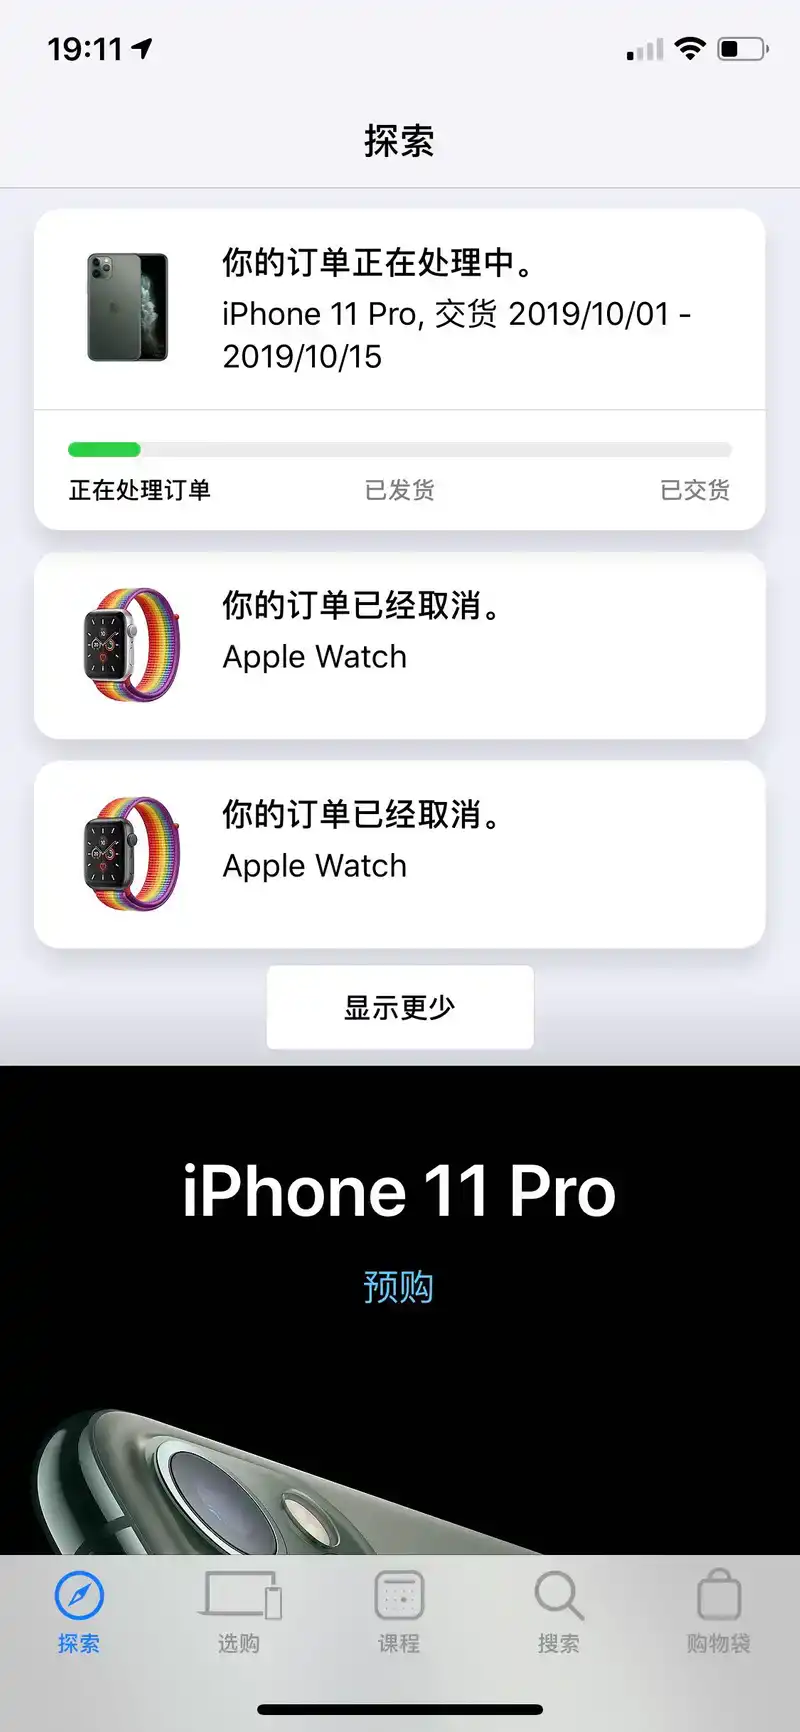 19:11
探索
你的订单正在处理中。
iPhone 11 Pro, 交货 2019/10/01 -
2019/10/15
正在处理订单 已发货 已交货
你的订单已经取消。
Apple Watch
你的订单已经取消。
Apple Watch
显示更少
iPhone 11 Pro
预购
探索 选购 课程 搜索 购物袋